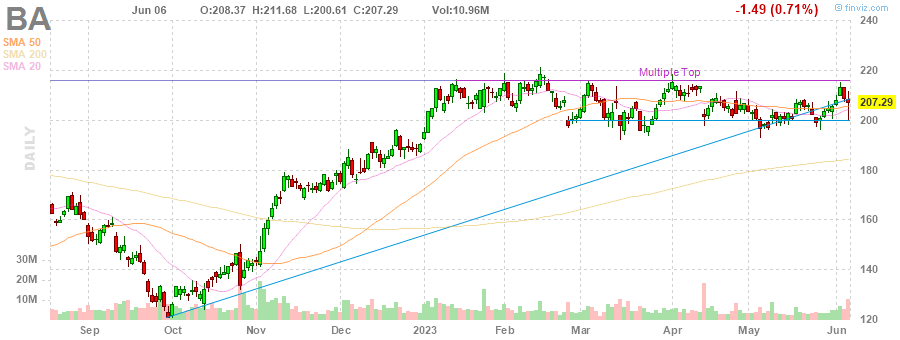 BA Jun 06 O:208.37 H:211.68 L:200.61 C:207.29 Vol:10.96M -1.49 (0.71%) finviz.com
SMA 50
SMA 200
SMA 20
DAILY
Multiple Top
240
220
207.29
200
180
160
140
120
30M
20M
10M
Sep Oct Nov Dec 2023 Feb Mar Apr May Jun